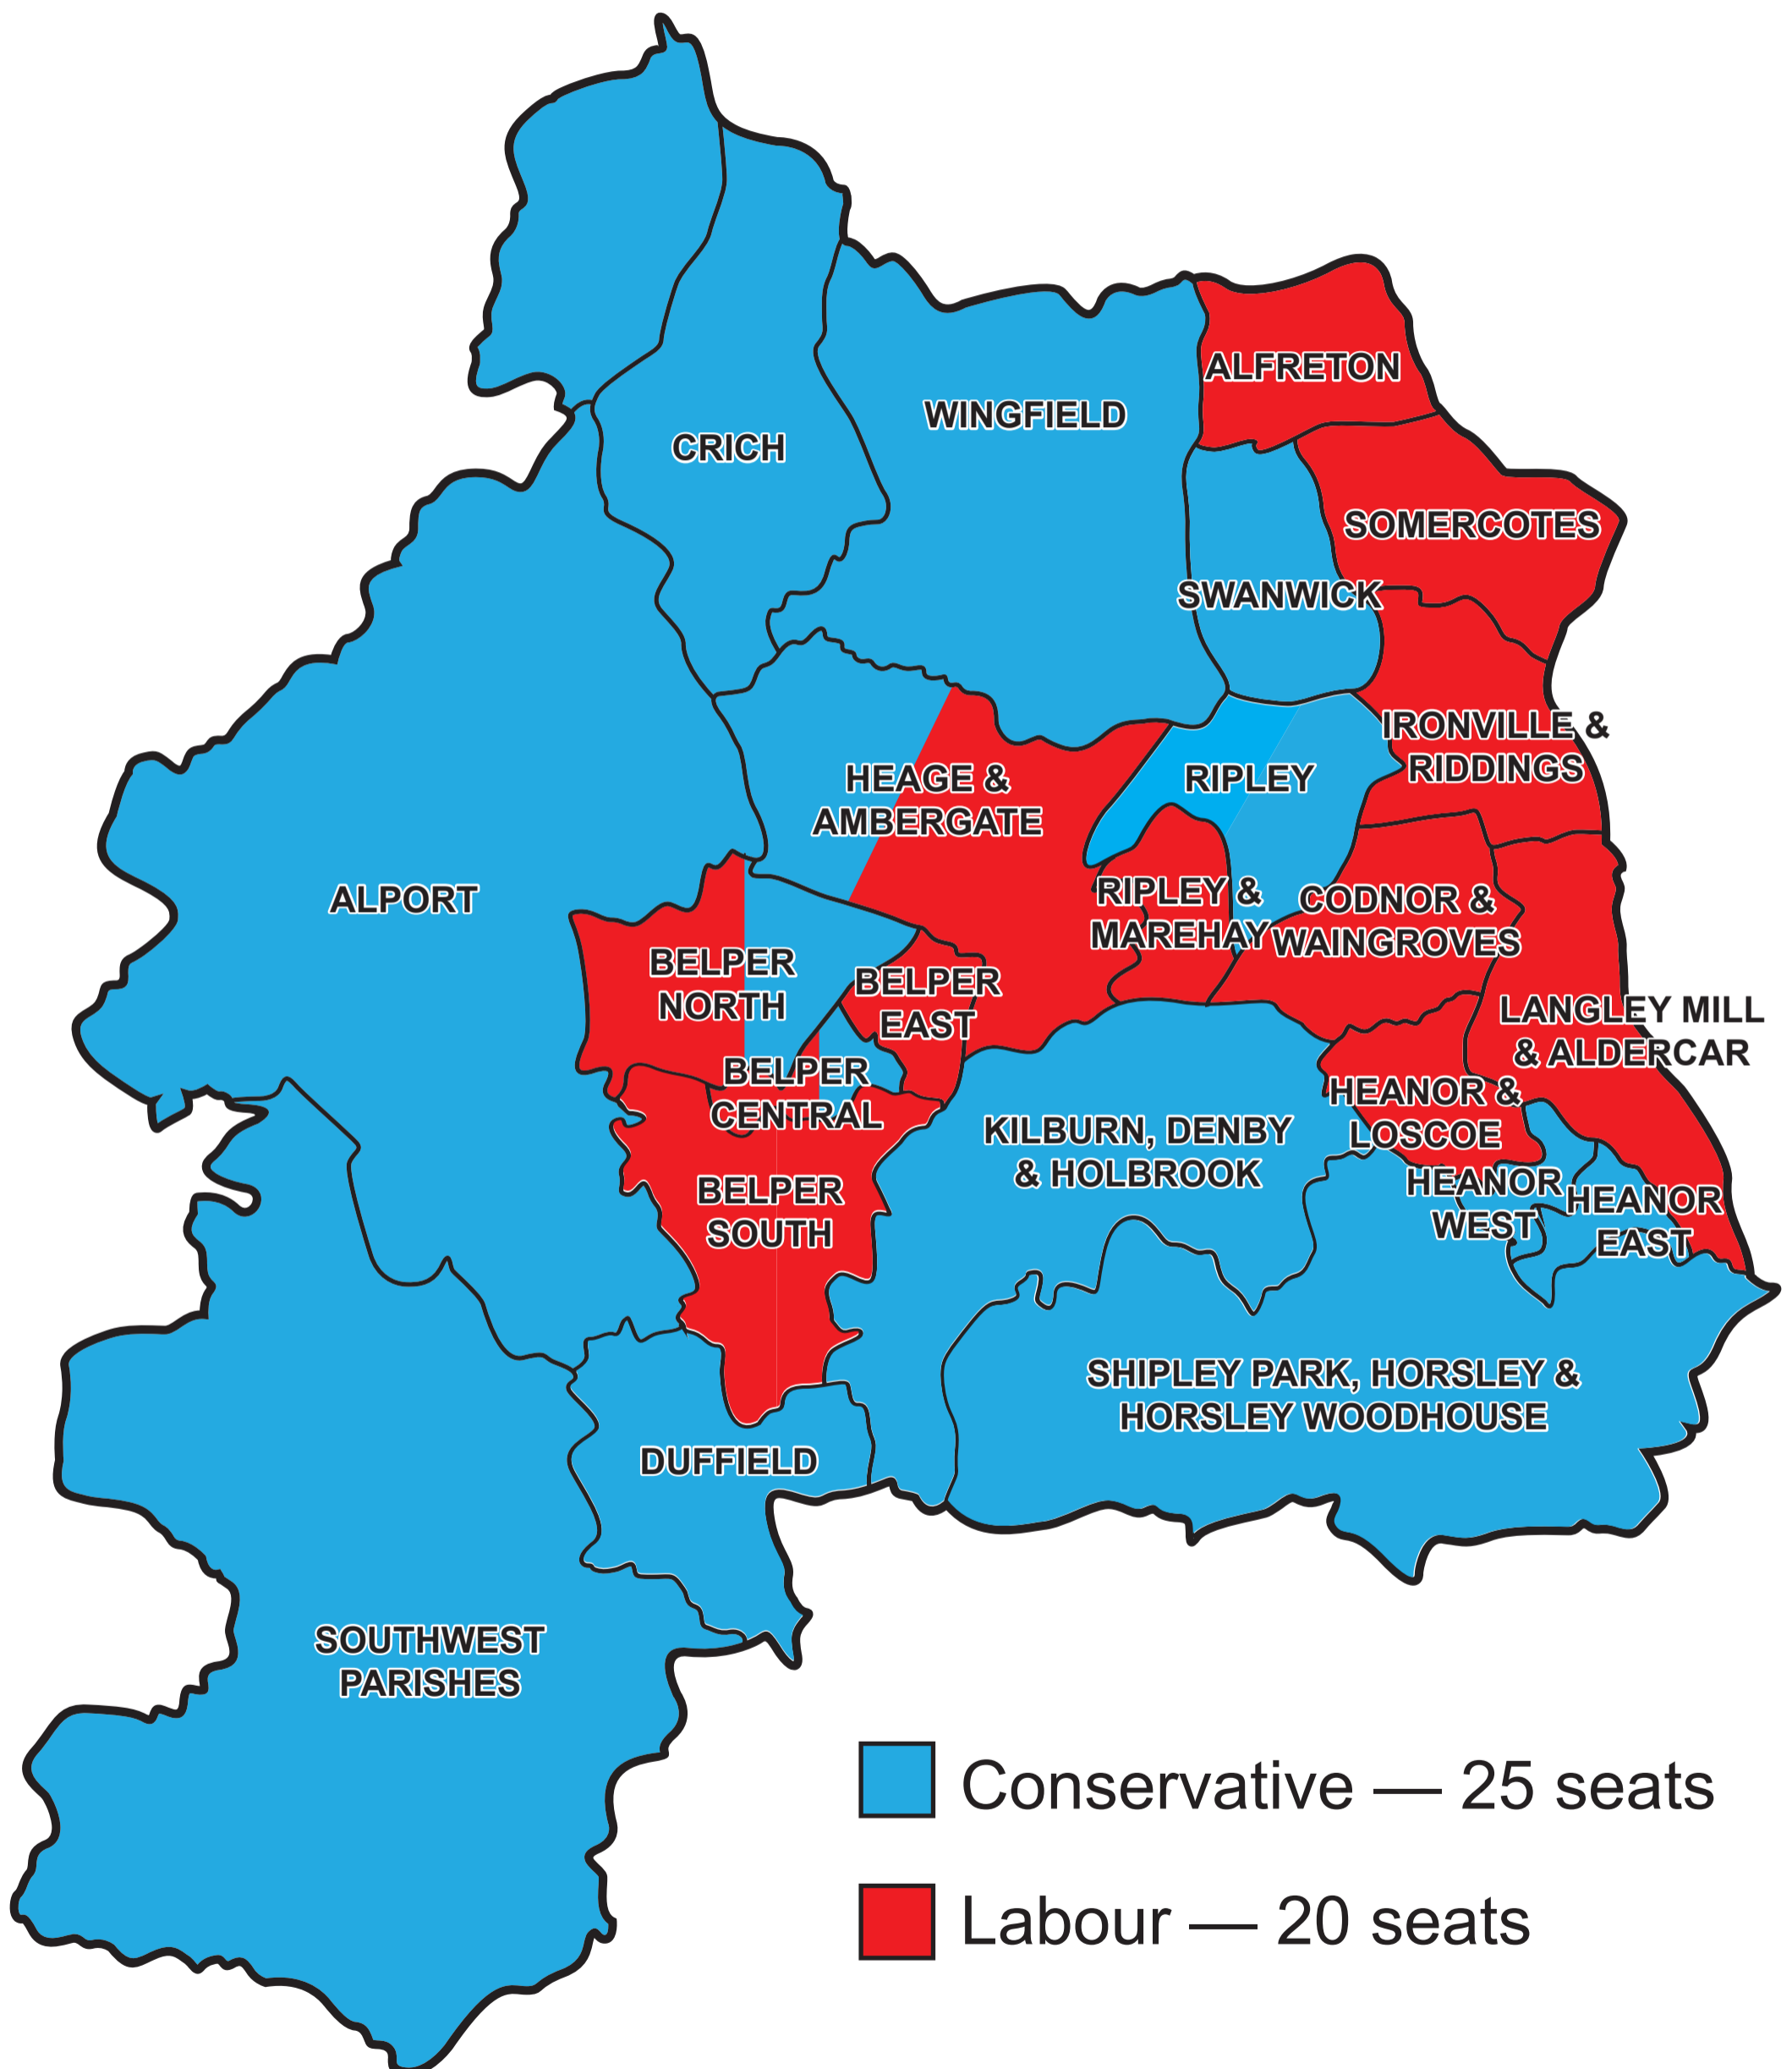 ALFRETON
WINGFIELD
CRICH
SOMERCOTES
SWANWICK
IRONVILLE &
RIDDINGS
HEAGE &
AMBERGATE
RIPLEY
ALPORT
RIPLEY &
MAREHAY
CODNOR &
WAINGROVES
BELPER
NORTH
BELPER
EAST
LANGLEY MILL
& ALDERCAR
BELPER
CENTRAL
HEANOR &
LOSCOE
KILBURN, DENBY
& HOLBROOK
HEANOR
WEST
HEANOR
EAST
BELPER
SOUTH
SHIPLEY PARK, HORSLEY &
HORSLEY WOODHOUSE
DUFFIELD
SOUTHWEST
PARISHES
Conservative — 25 seats
Labour — 20 seats